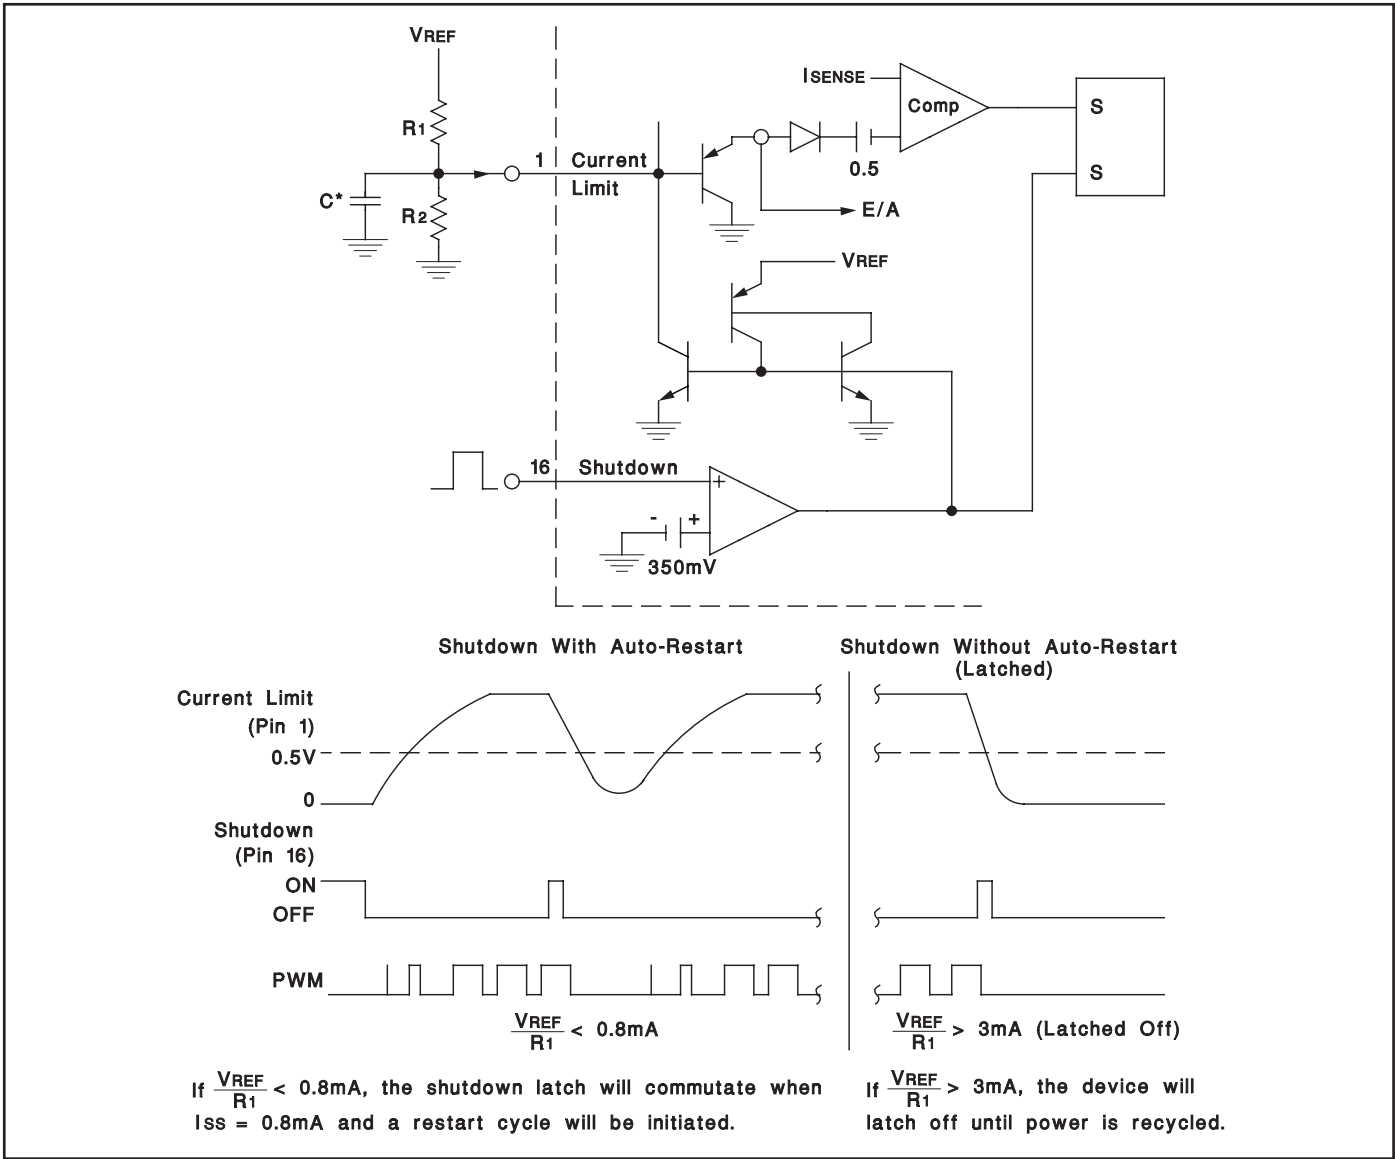 VREF
ISENSE
Comp
S
R1
1 Current
Limit
0.5
S
C*
R2
E/A
VREF
16 Shutdown
+
- +
350mV
Shutdown With Auto-Restart
Shutdown Without Auto-Restart
(Latched)
Current Limit
(Pin 1)
0.5V
0
Shutdown
(Pin 16)
ON
OFF
PWM
VREF
R1
< 0.8mA
VREF
R1
> 3mA (Latched Off)
If VREF/R1 < 0.8mA, the shutdown latch will commutate when
ISS = 0.8mA and a restart cycle will be initiated.
If VREF/R1 > 3mA, the device will
latch off until power is recycled.